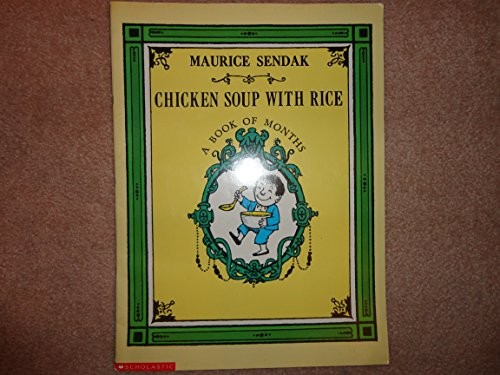 MAURICE SENDAK
CHICKEN SOUP WITH RICE
A BOOK OF MONTHS
SCHOLASTIC